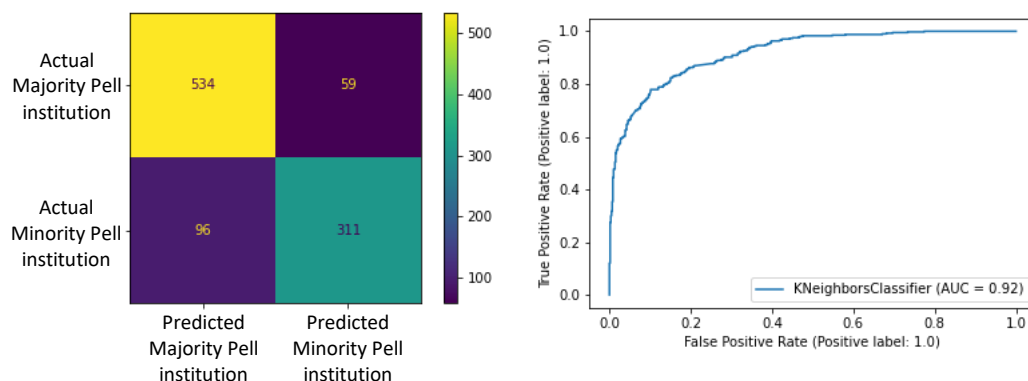 Actual
Majority Pell
institution
534
59
Actual
Minority Pell
institution
96
311
Predicted
Majority Pell
institution
Predicted
Minority Pell
institution
500
400
300
200
100
True Positive Rate (Positive label: 1.0)
1.0
0.8
0.6
0.4
0.2
0.0
KNeighborsClassifier (AUC = 0.92)
0.0 0.2 0.4 0.6 0.8 1.0
False Positive Rate (Positive label: 1.0)